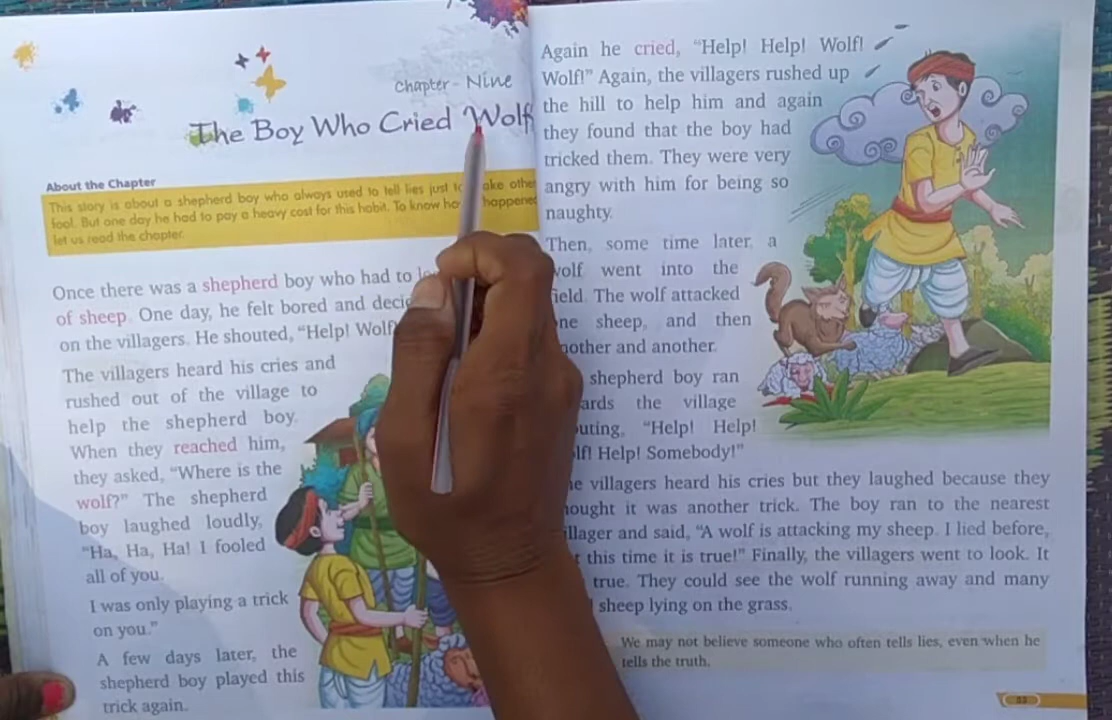 Chapter - Nine
The Boy Who Cried Wolf
About the Chapter
This story is about a shepherd boy who always used to tell lies just to make other
fool. But one day he had to pay a heavy cost for this habit. To know happened
let us read the chapter.
Once there was a shepherd boy who had to
of sheep. One day, he felt bored and
on the villagers. He shouted, "Help! Wolf
The villagers heard his cries and
rushed out of the village to
help the shepherd boy.
When they reached him,
they asked, "Where is the
wolf?" The shepherd
boy laughed loudly,
"Ha, Ha, Ha! I fooled
all of you.
I was only playing a trick
on you."
A few days later, the
shepherd boy played this
trick again.
Again he cried, "Help! Help! Wolf!
Wolf!" Again, the villagers rushed up
the hill to help him and again
they found that the boy had
tricked them. They were very
angry with him for being so
naughty.
Then, some time later, a
wolf went into the
field. The wolf attacked
one sheep, and then
another and another.
shepherd boy ran
the village
"Help! Help!
Help! Somebody!"
villagers heard his cries but they laughed because they
thought it was another trick. The boy ran to the nearest
villager and said, "A wolf is attacking my sheep. I lied before,
this time it is true!" Finally, the villagers went to look. It
true. They could see the wolf running away and many
sheep lying on the grass.
We may not believe someone who often tells lies, even when he
tells the truth.